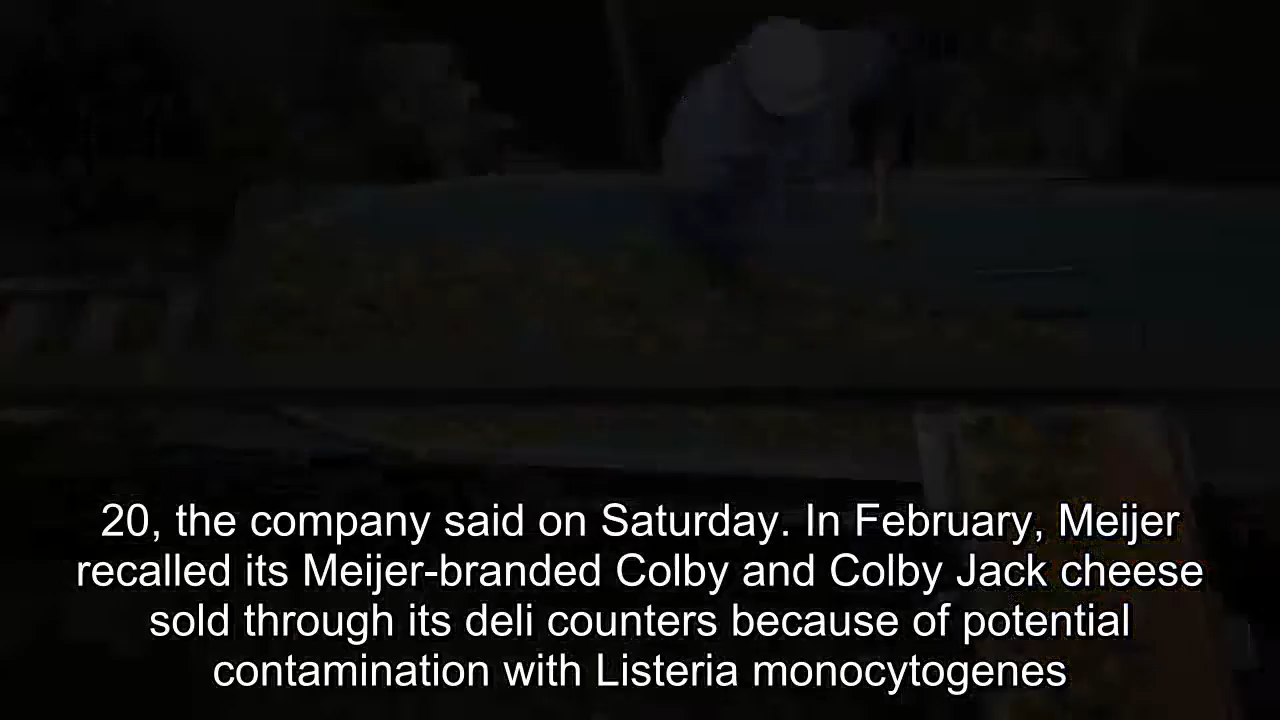 20, the company said on Saturday. In February, Meijer
recalled its Meijer-branded Colby and Colby Jack cheese
sold through its deli counters because of potential
contamination with Listeria monocytogenes